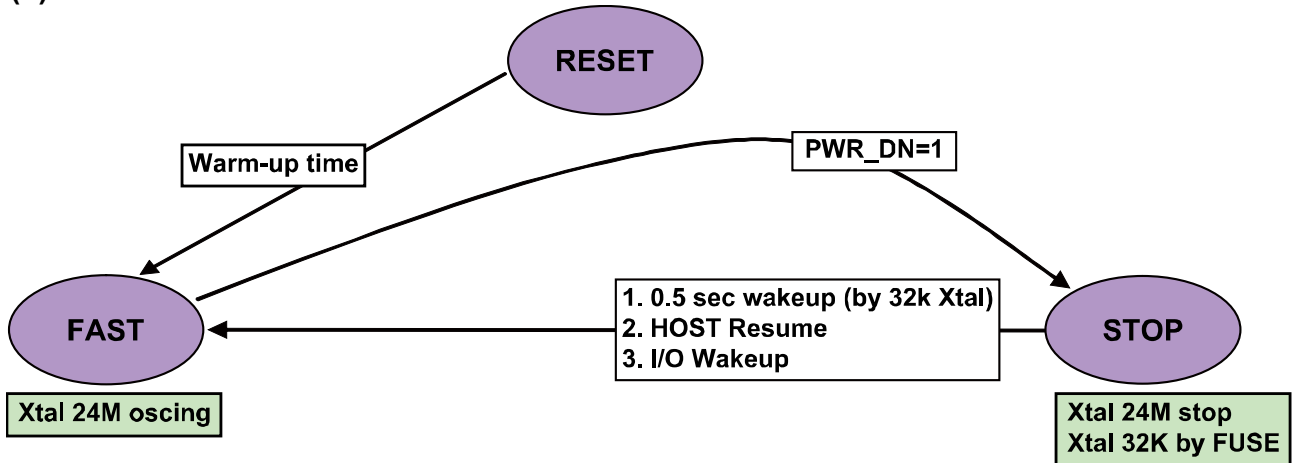 RESET
Warm-up time
PWR_DN=1
1. 0.5 sec wakeup (by 32k Xtal)
2. HOST Resume
3. I/O Wakeup
FAST
STOP
Xtal 24M oscing
Xtal 24M stop
Xtal 32K by FUSE